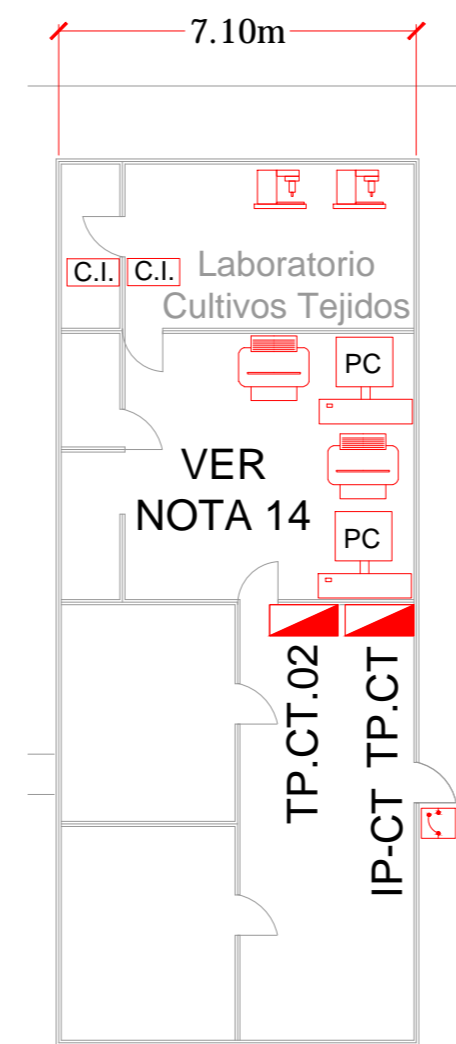 7.10m
C.I.
C.I.
Laboratorio
Cultivos Tejidos
PC
VER
NOTA 14
PC
TP.CT.02
IP-CT TP.CT